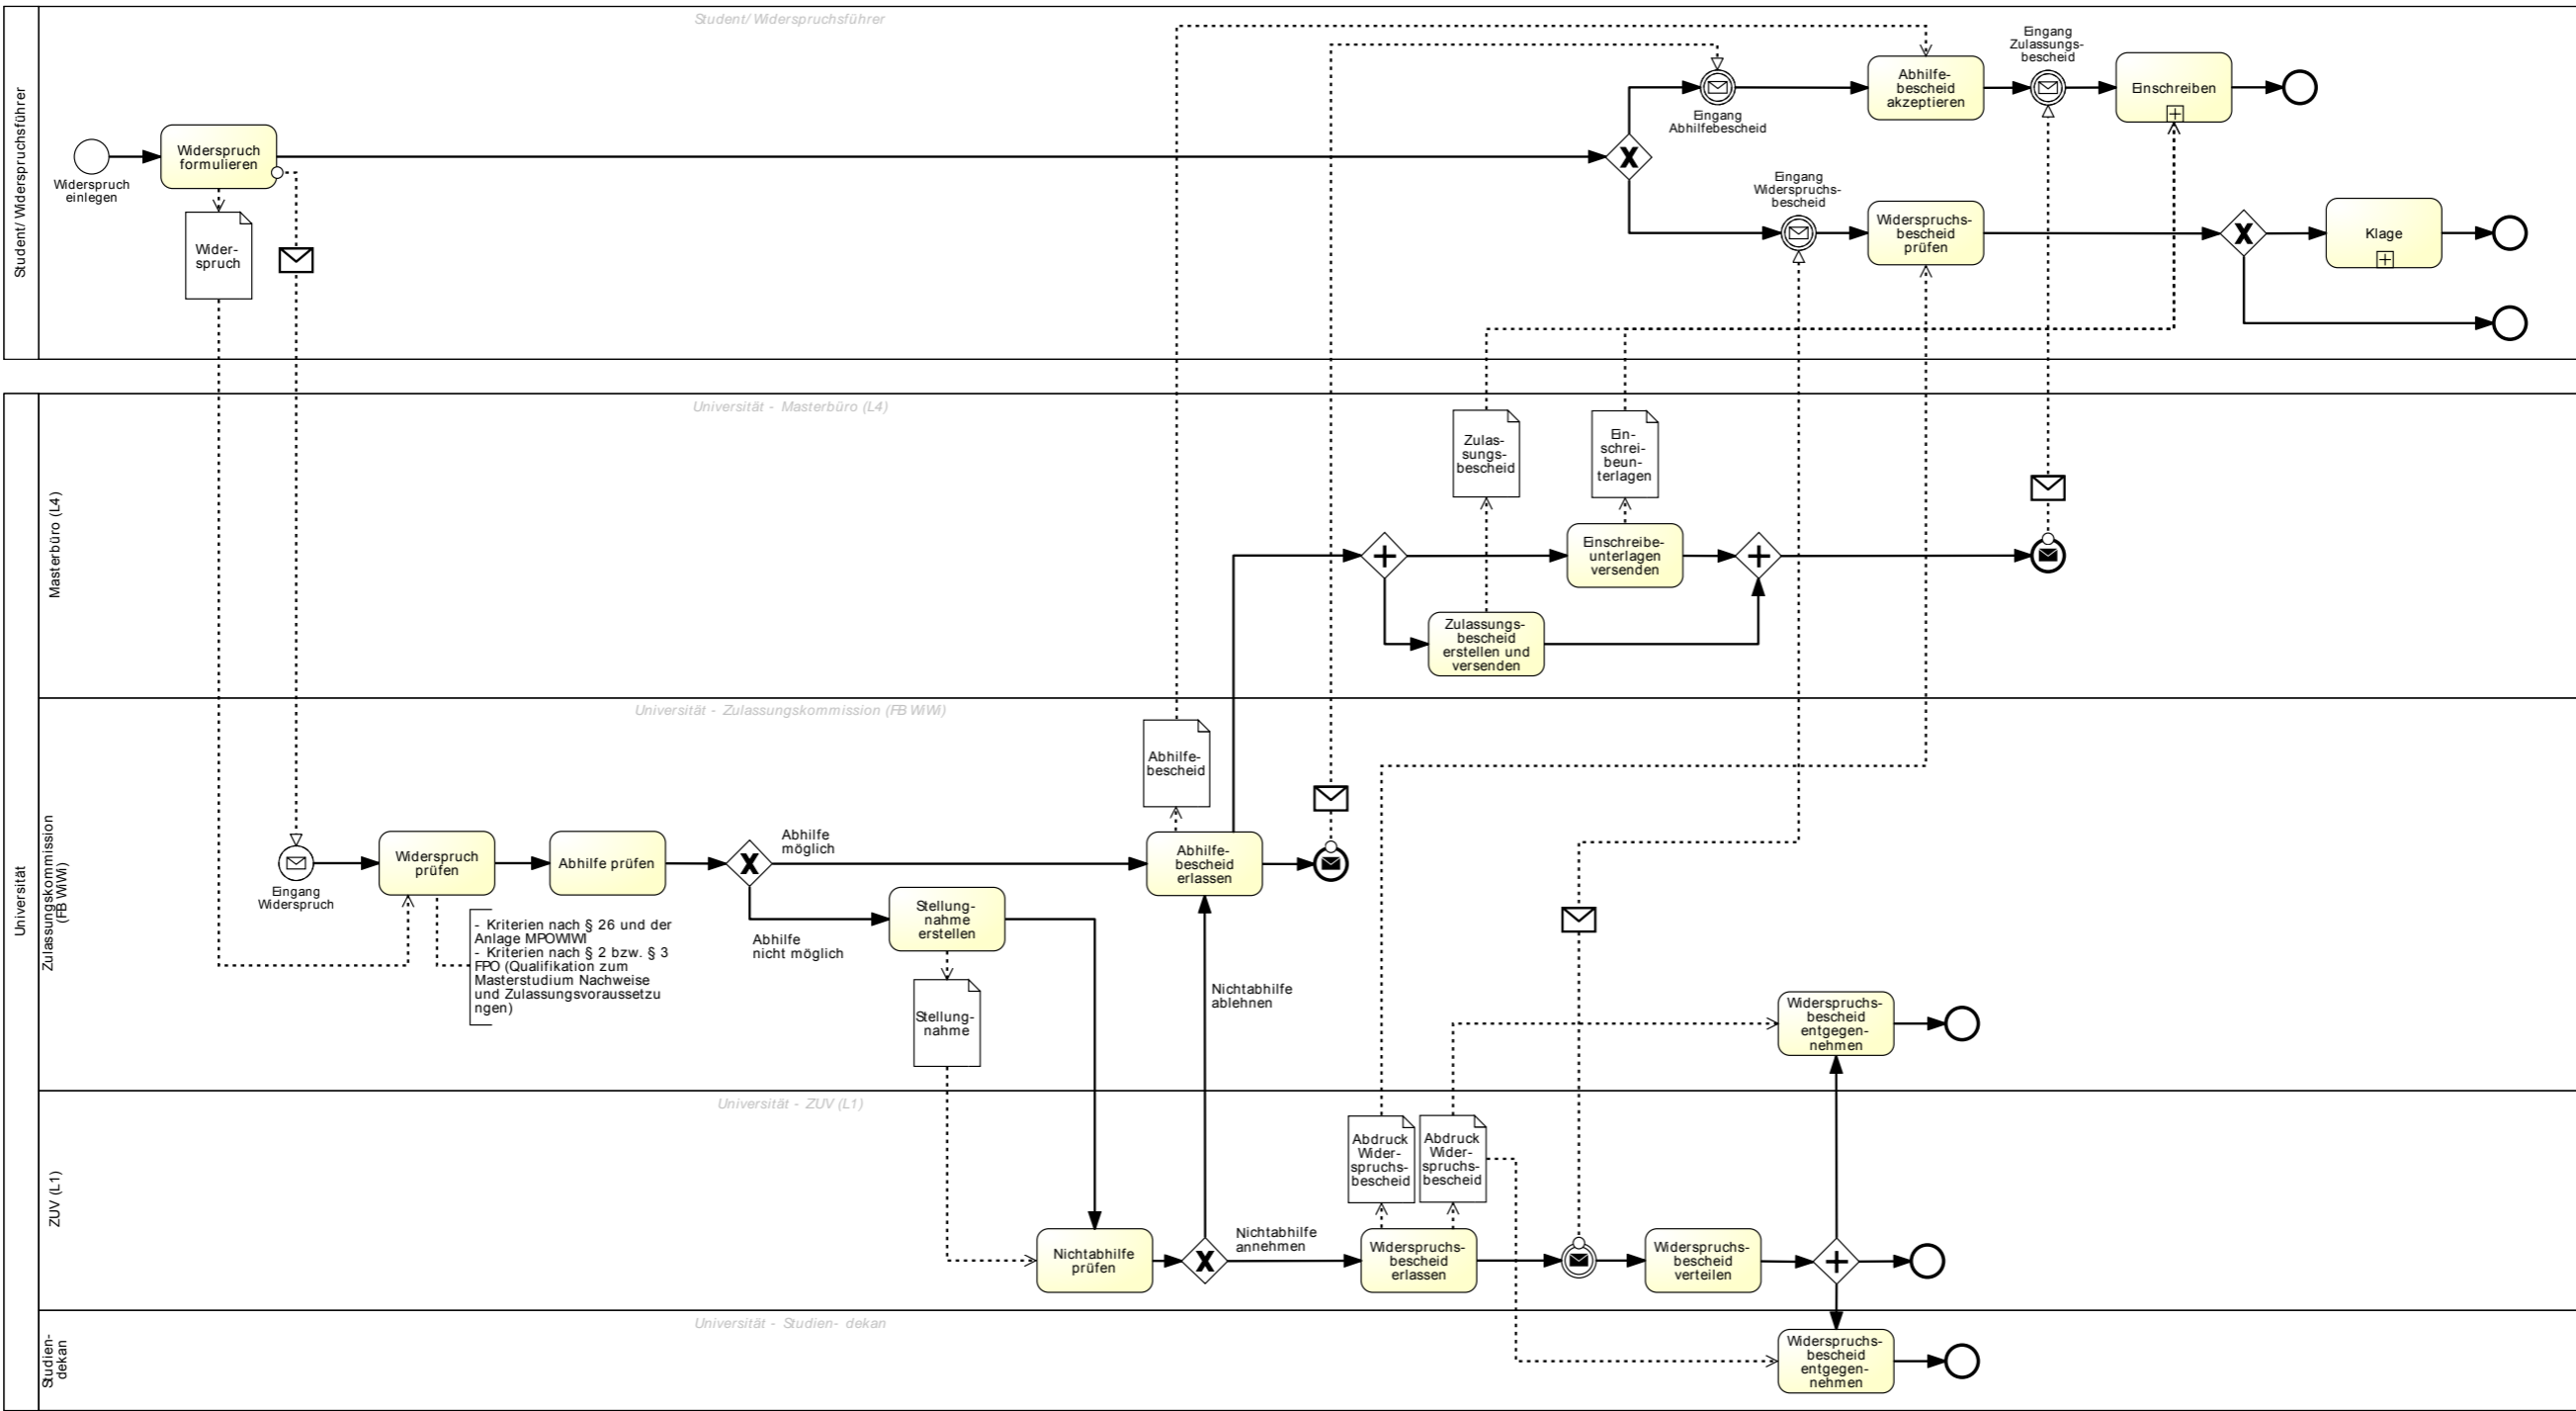 Student/ Widerspruchsführer
Student/ Widerspruchsführer
Widerspruch
einlegen
Widerspruch
formulieren
Wider-
spruch
Eingang
Abhilfebescheid
Abhilfe-
bescheid
akzeptieren
Eingang
Zulassungs-
bescheid
Einschreiben
Eingang
Widerspruchs-
bescheid
Widerspruchs-
bescheid
prüfen
Klage
Universität
Universität - Masterbüro (L4)
Masterbüro (L4)
Zulas-
sungs-
bescheid
Ein-
schrei-
beun-
terlagen
Einschreibe-
unterlagen
versenden
Zulassungs-
bescheid
erstellen und
versenden
Universität - Zulassungskommission (FB WiWi)
Zulassungskommission
(FB WiWi)
Eingang
Widerspruch
Widerspruch
prüfen
- Kriterien nach § 26 und der
Anlage MPOWIWI
- Kriterien nach § 2 bzw. § 3
FPO (Qualifikation zum
Masterstudium Nachweise
und Zulassungsvoraussetzu
ngen)
Abhilfe prüfen
Abhilfe
möglich
Abhilfe
nicht möglich
Stellung-
nahme
erstellen
Stellung-
nahme
Abhilfe-
bescheid
Abhilfe-
bescheid
erlassen
Nichtabhilfe
ablehnen
Widerspruchs-
bescheid
entgegen-
nehmen
Universität - ZUV (L1)
ZUV (L1)
Nichtabhilfe
prüfen
Nichtabhilfe
annehmen
Abdruck
Wider-
spruchs-
bescheid
Abdruck
Wider-
spruchs-
bescheid
Widerspruchs-
bescheid
erlassen
Widerspruchs-
bescheid
verteilen
Universität - Studien- dekan
Studien-
dekan
Widerspruchs-
bescheid
entgegen-
nehmen